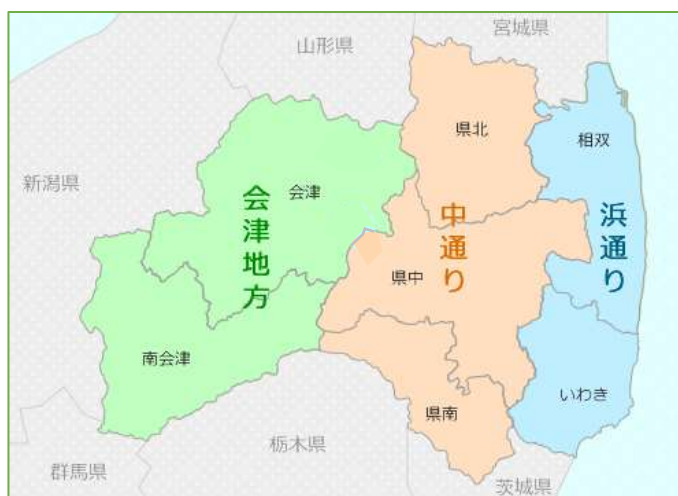 宮城県
山形県
県北
相双
新潟県
会津
会津地方
中通り
浜通り
県中
南会津
いわき
県南
栃木県
群馬県
茨城県